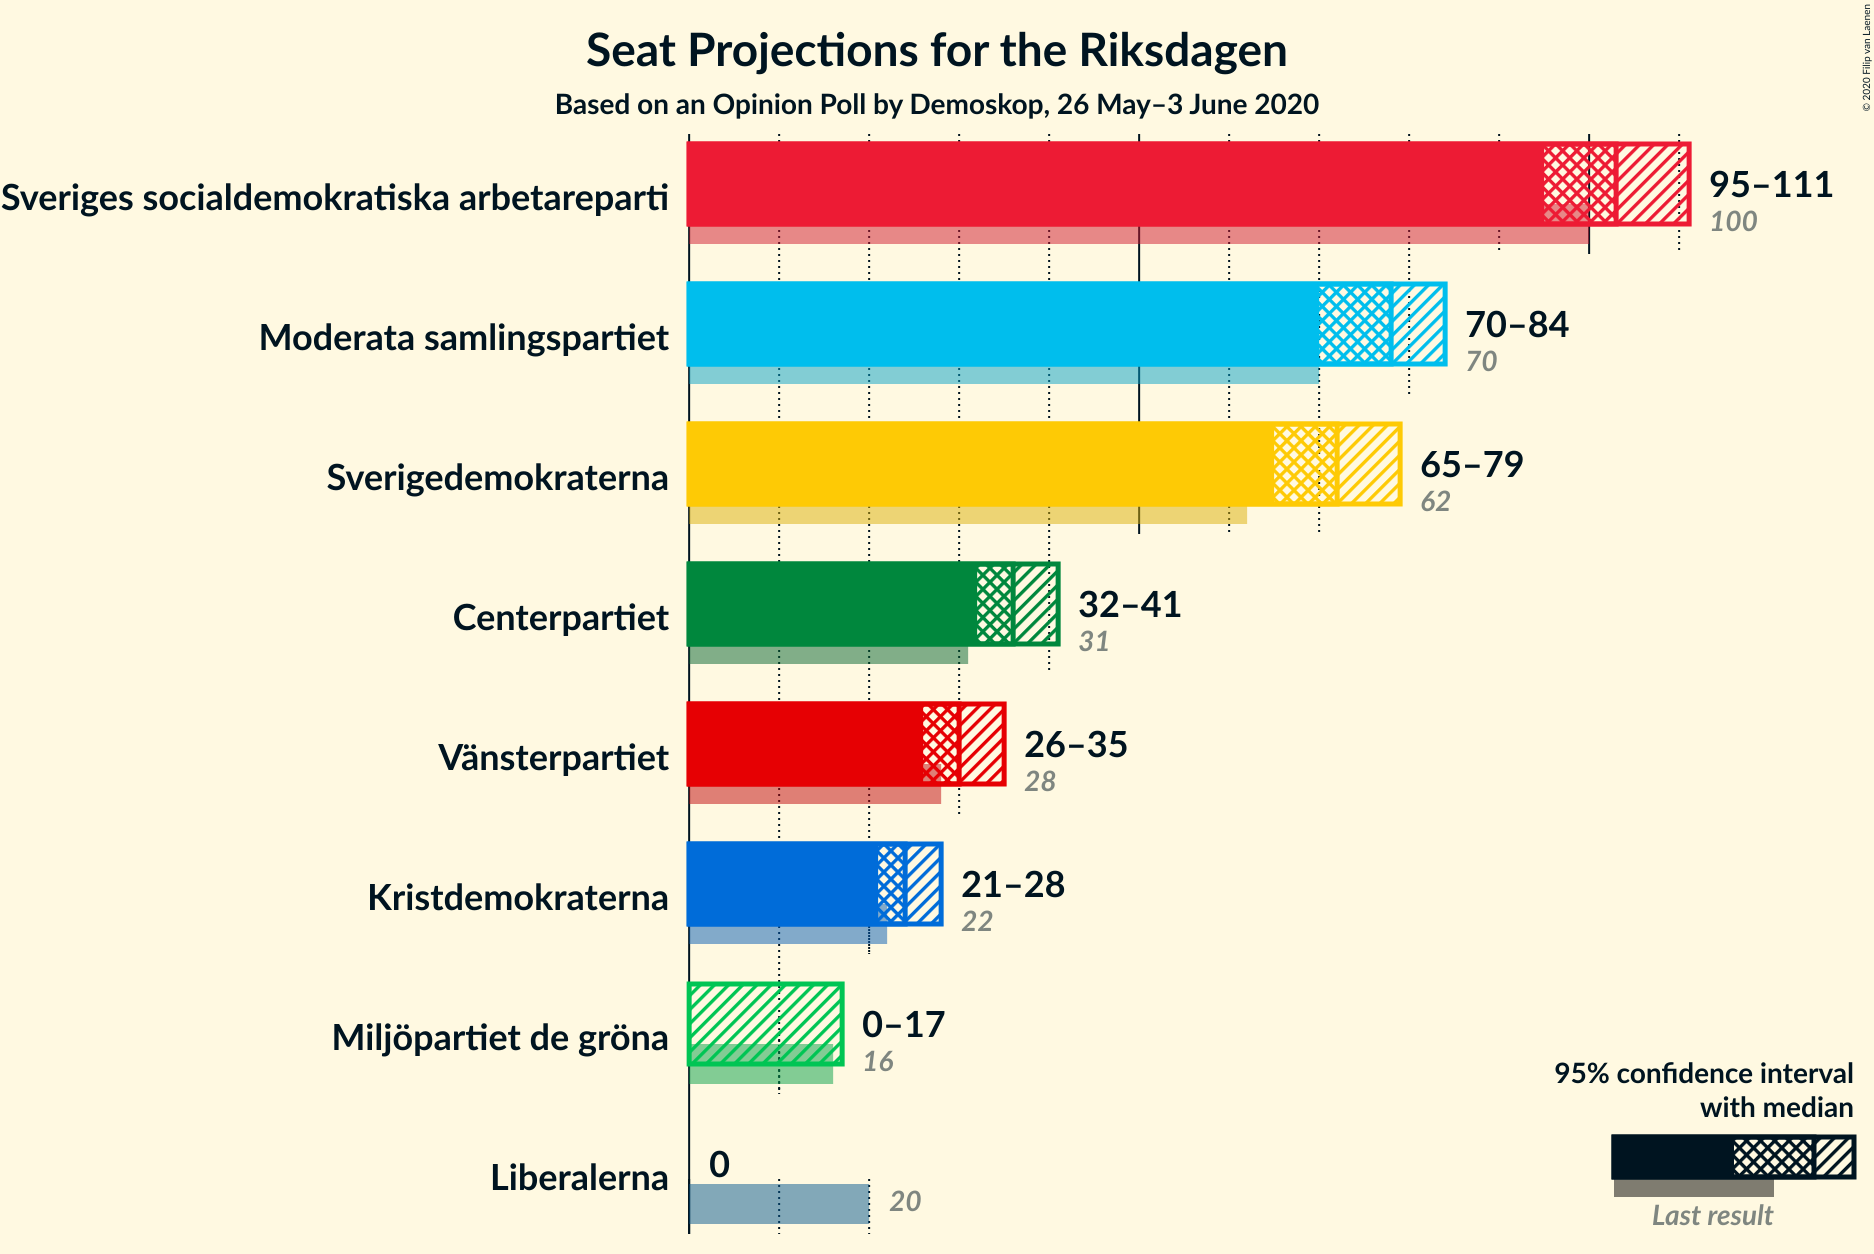 Seat Projections for the Riksdagen
Based on an Opinion Poll by Demoskop, 26 May–3 June 2020
© 2020 Filip van Laenen
Sveriges socialdemokratiska arbetareparti
95–111
100
Moderata samlingspartiet
70–84
70
Sverigedemokraterna
65–79
62
Centerpartiet
32–41
31
Vänsterpartiet
26–35
28
Kristdemokraterna
21–28
22
Miljöpartiet de gröna
0–17
16
Liberalerna
0
20
95% confidence interval
with median
Last result